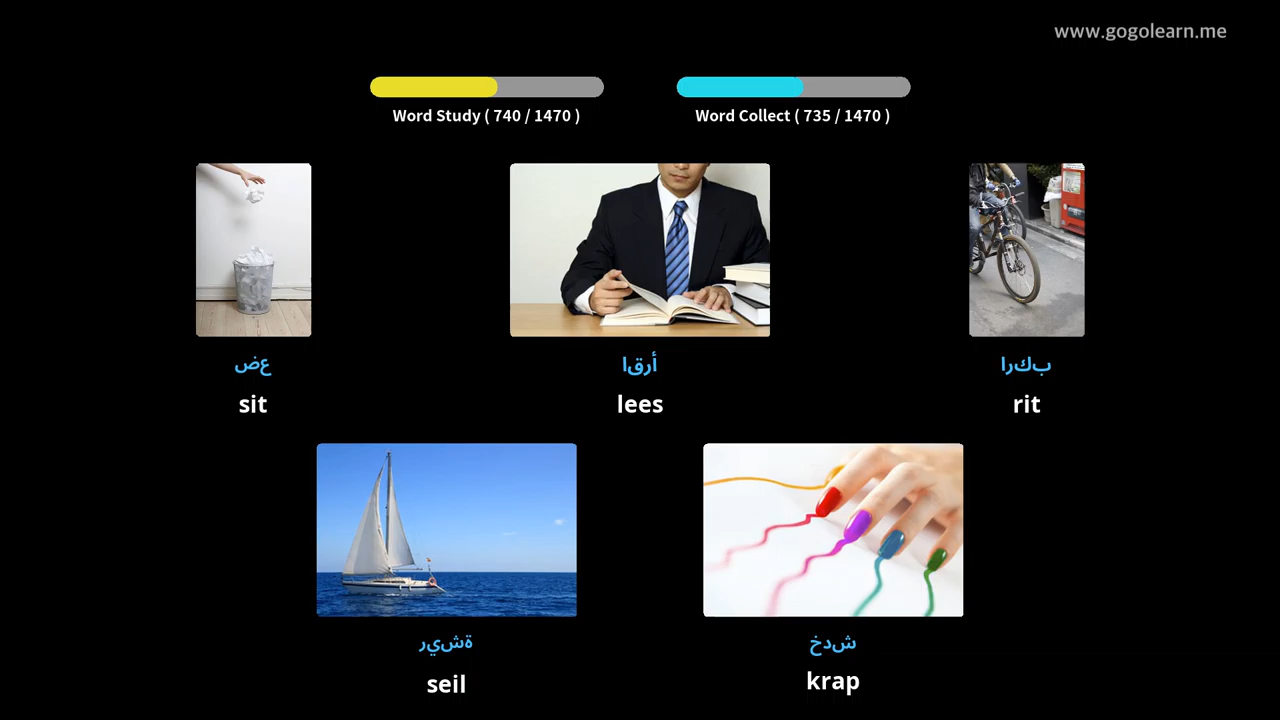 www.gogolearn.me
Word Study ( 740 / 1470 )
Word Collect ( 735 / 1470 )
عض
sit
أرقا
lees
بكرا
rit
ةشير
seil
شدخ
krap